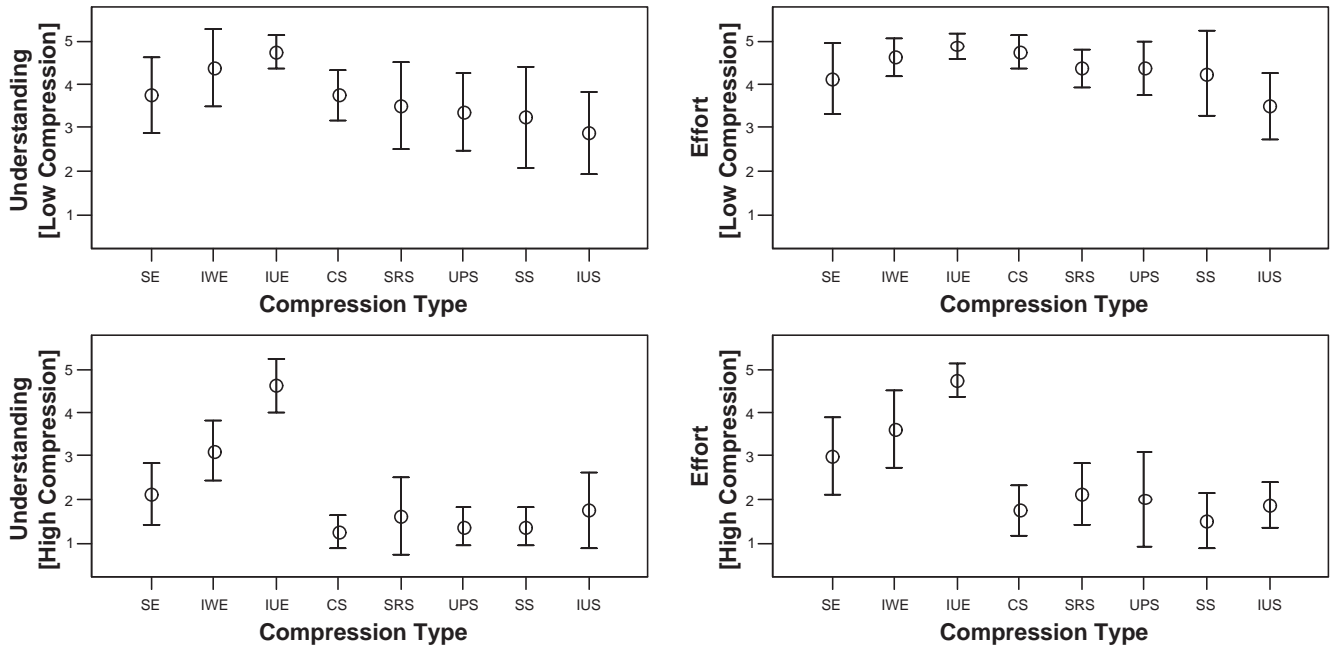 Understanding
[Low Compression]
5
4
3
2
1
SE IWE IUE CS SRS UPS SS IUS
Compression Type
Effort
[Low Compression]
5
4
3
2
1
SE IWE IUE CS SRS UPS SS IUS
Compression Type
Understanding
[High Compression]
5
4
3
2
1
SE IWE IUE CS SRS UPS SS IUS
Compression Type
Effort
[High Compression]
5
4
3
2
1
SE IWE IUE CS SRS UPS SS IUS
Compression Type